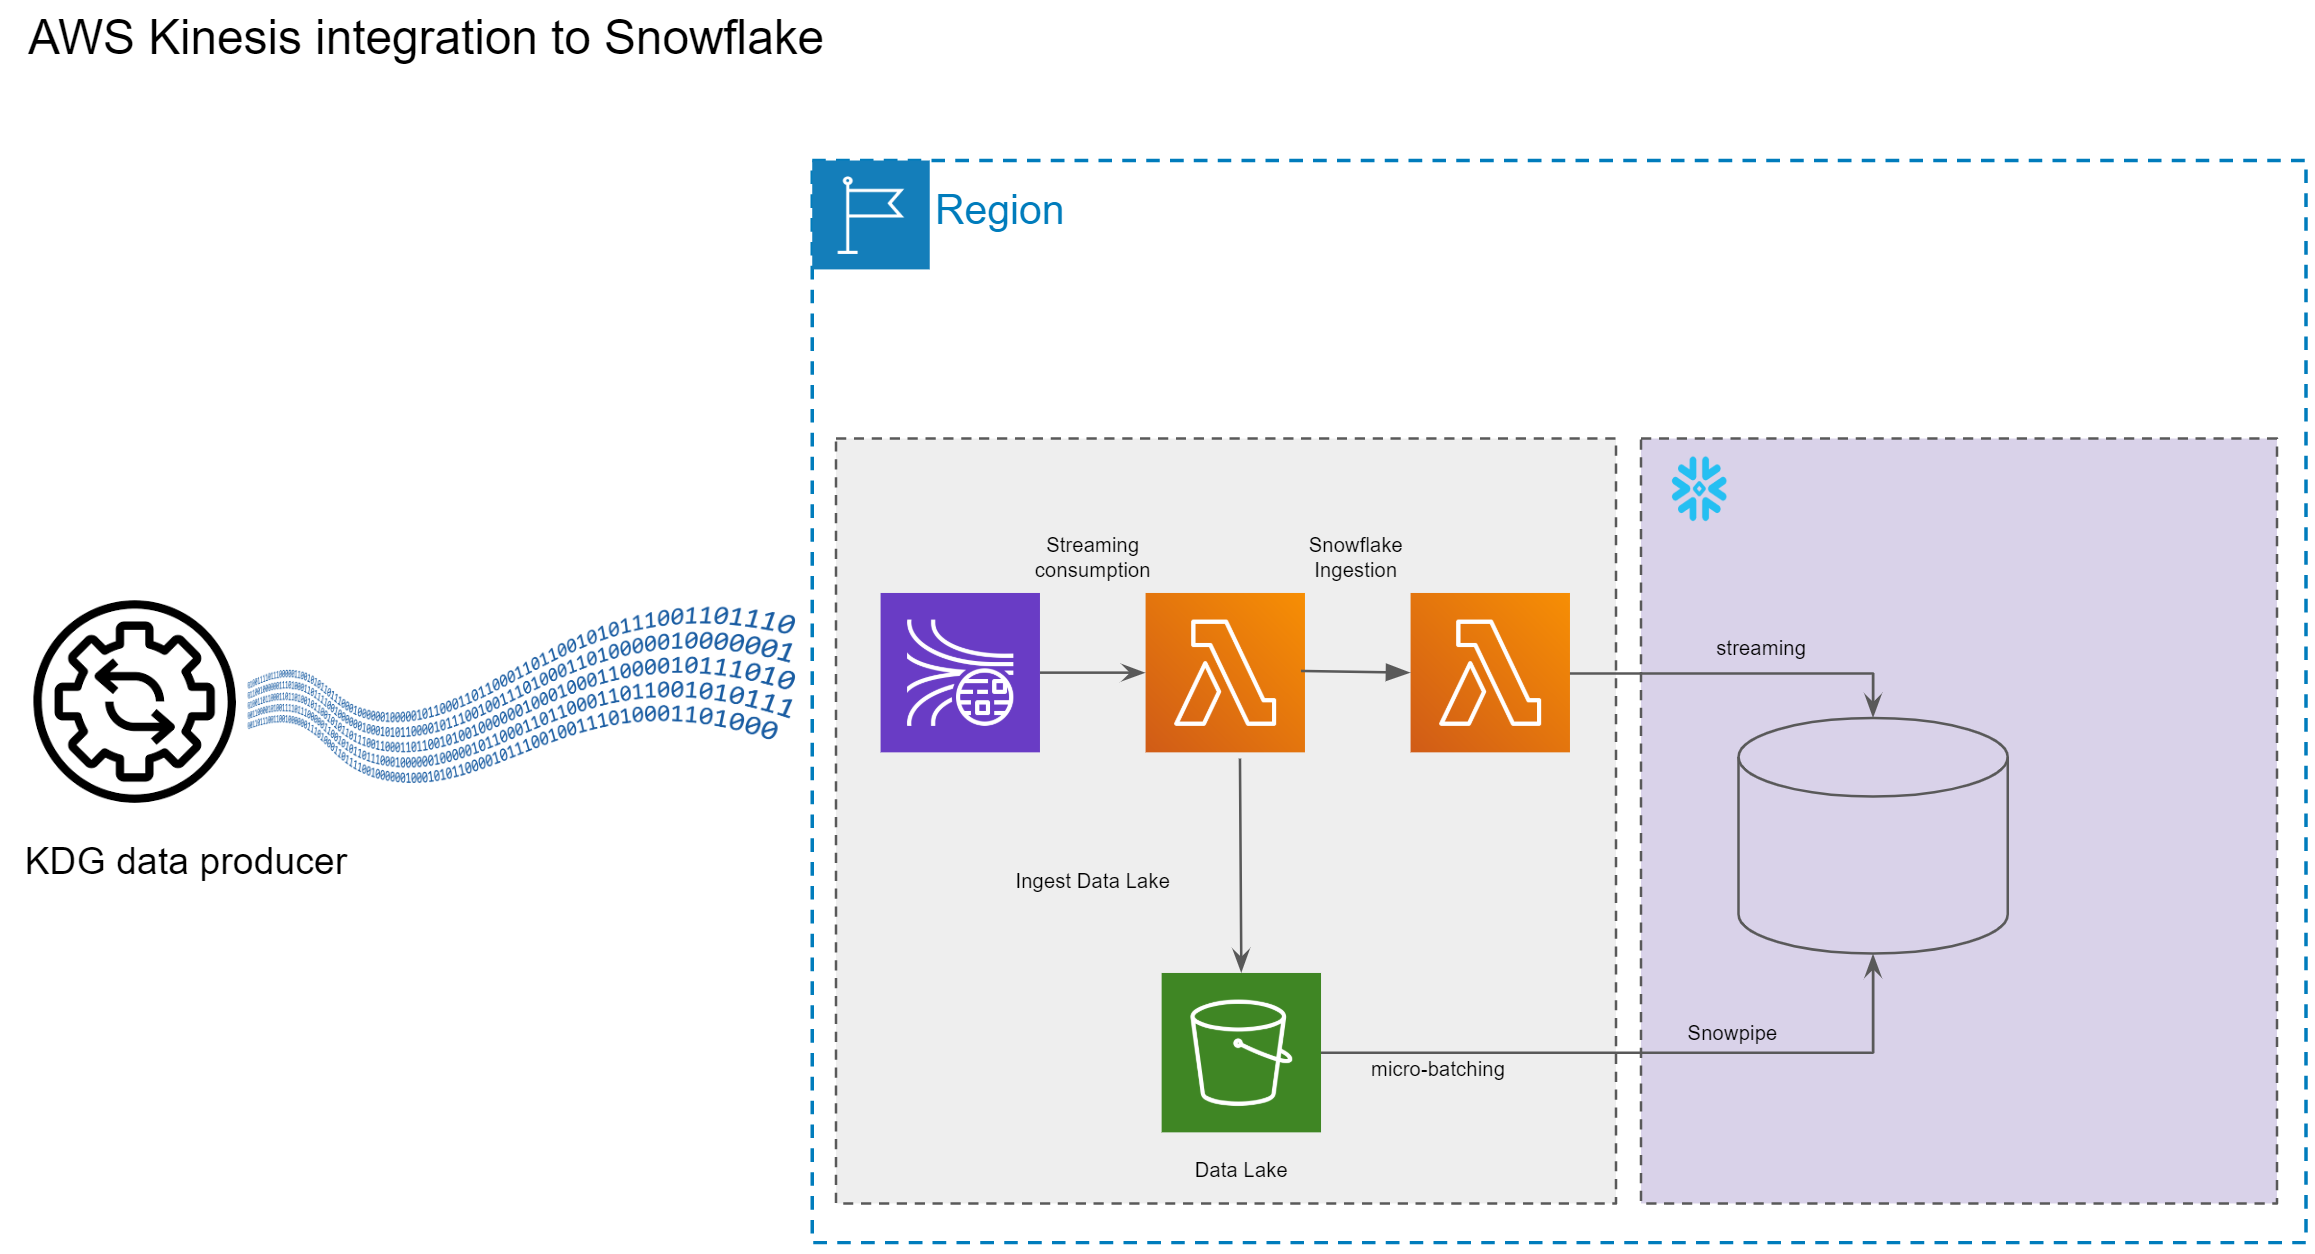 AWS Kinesis integration to Snowflake
Region
Streaming
consumption
Snowflake
Ingestion
streaming
KDG data producer
Ingest Data Lake
Snowpipe
micro-batching
Data Lake